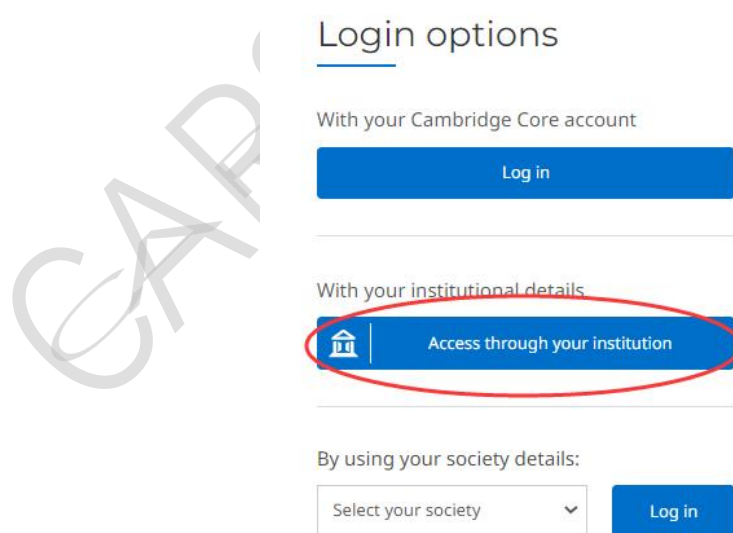 Login options
With your Cambridge Core account
Log in
With your institutional details
Access through your institution
By using your society details:
Select your society
Log in